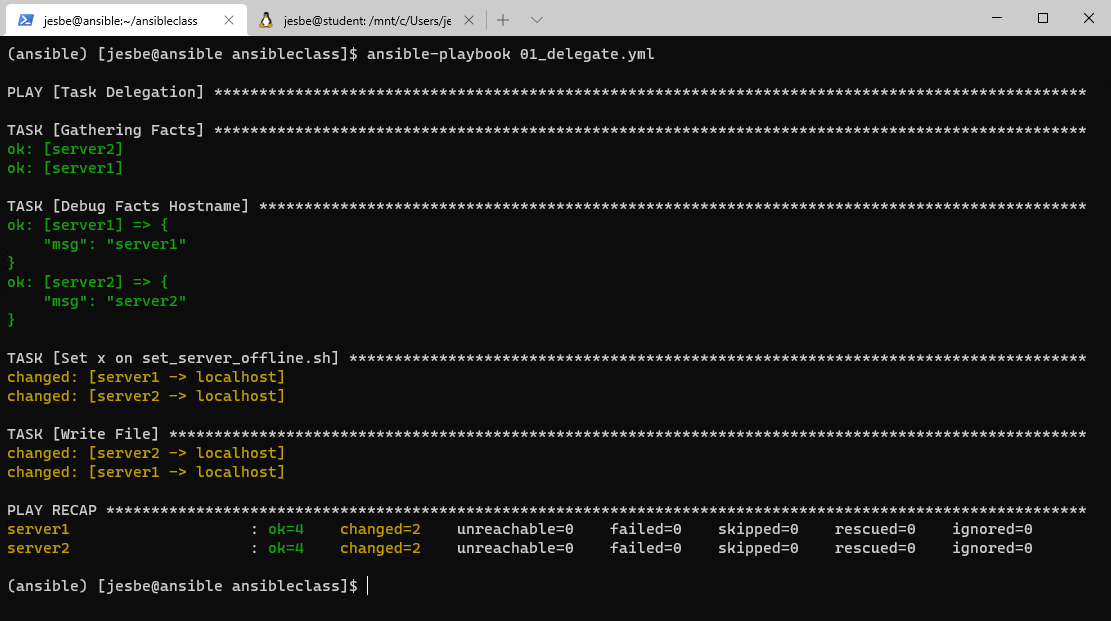 jesbe@ansible:~/ansibleclass
jesbe@student: /mnt/c/Users/je
(ansible) [jesbe@ansible ansibleclass]$ ansible-playbook 01_delegate.yml
PLAY [Task Delegation] *************************************************************************************************
TASK [Gathering Facts] *************************************************************************************************
ok: [server2]
ok: [server1]
TASK [Debug Facts Hostname] ********************************************************************************************
ok: [server1] => {
    "msg": "server1"
}
ok: [server2] => {
    "msg": "server2"
}
TASK [Set x on set_server_offline.sh] **********************************************************************************
changed: [server1 -> localhost]
changed: [server2 -> localhost]
TASK [Write File] ******************************************************************************************************
changed: [server2 -> localhost]
changed: [server1 -> localhost]
PLAY RECAP *************************************************************************************************************
server1                    : ok=4    changed=2    unreachable=0    failed=0    skipped=0    rescued=0    ignored=0
server2                    : ok=4    changed=2    unreachable=0    failed=0    skipped=0    rescued=0    ignored=0
(ansible) [jesbe@ansible ansibleclass]$